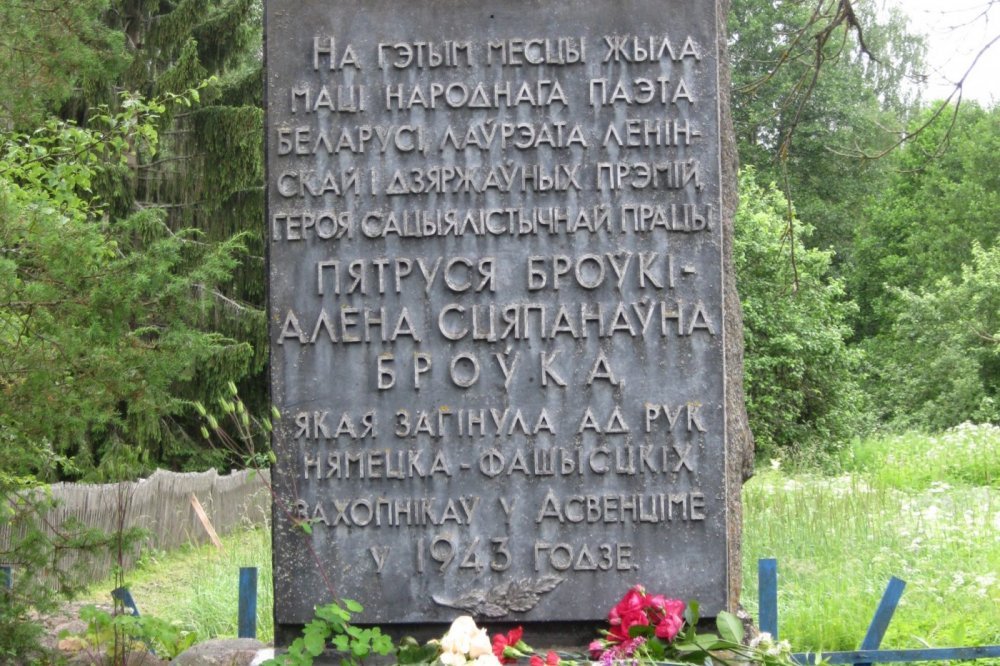 На гэтым месцы жыла
маці народнага паэта
Беларусі, лаўрэата Ленін-
скай і Дзяржаўных прэмій,
Героя Сацыялістычнай Працы
Пятруся Броўкі-
Алена Сцяпанаўна
Броўка,
якая загінула ад рук
нямецка-фашысцкіх
захопнікаў у Асвенціме
у 1943 годзе.